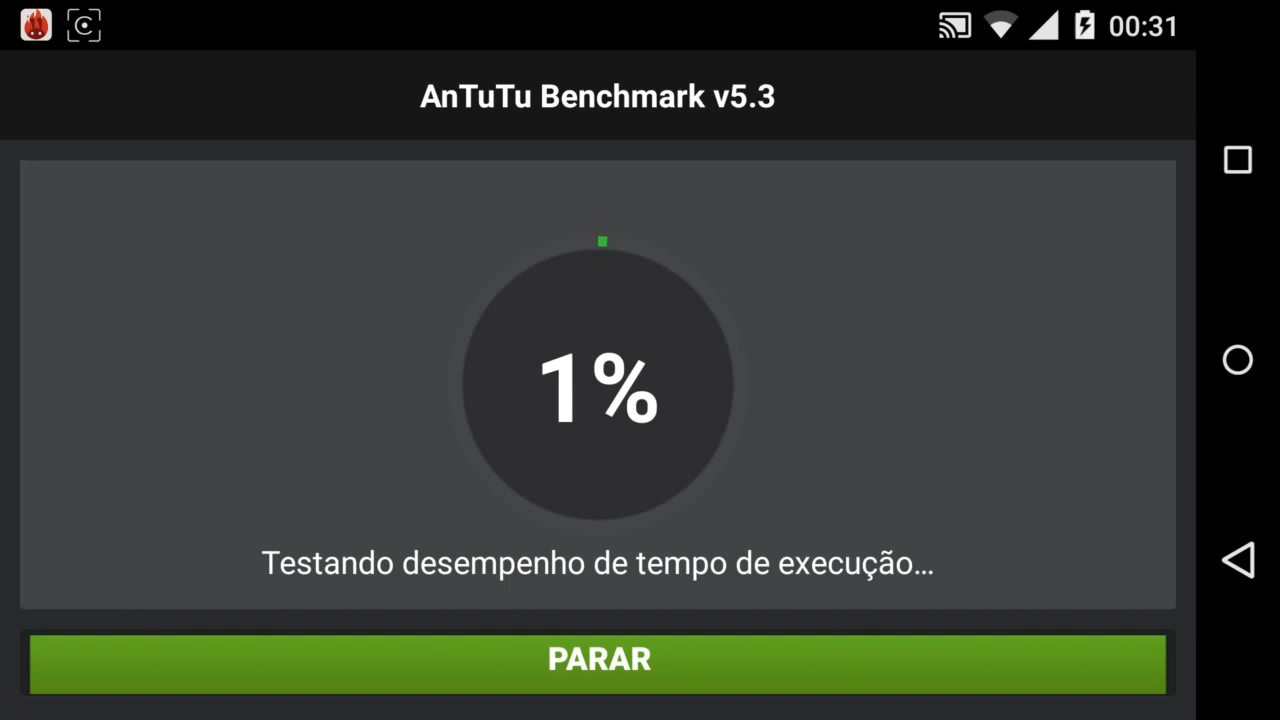 00:31
AnTuTu Benchmark v5.3
1%
Testando desempenho de tempo de execução...
PARAR